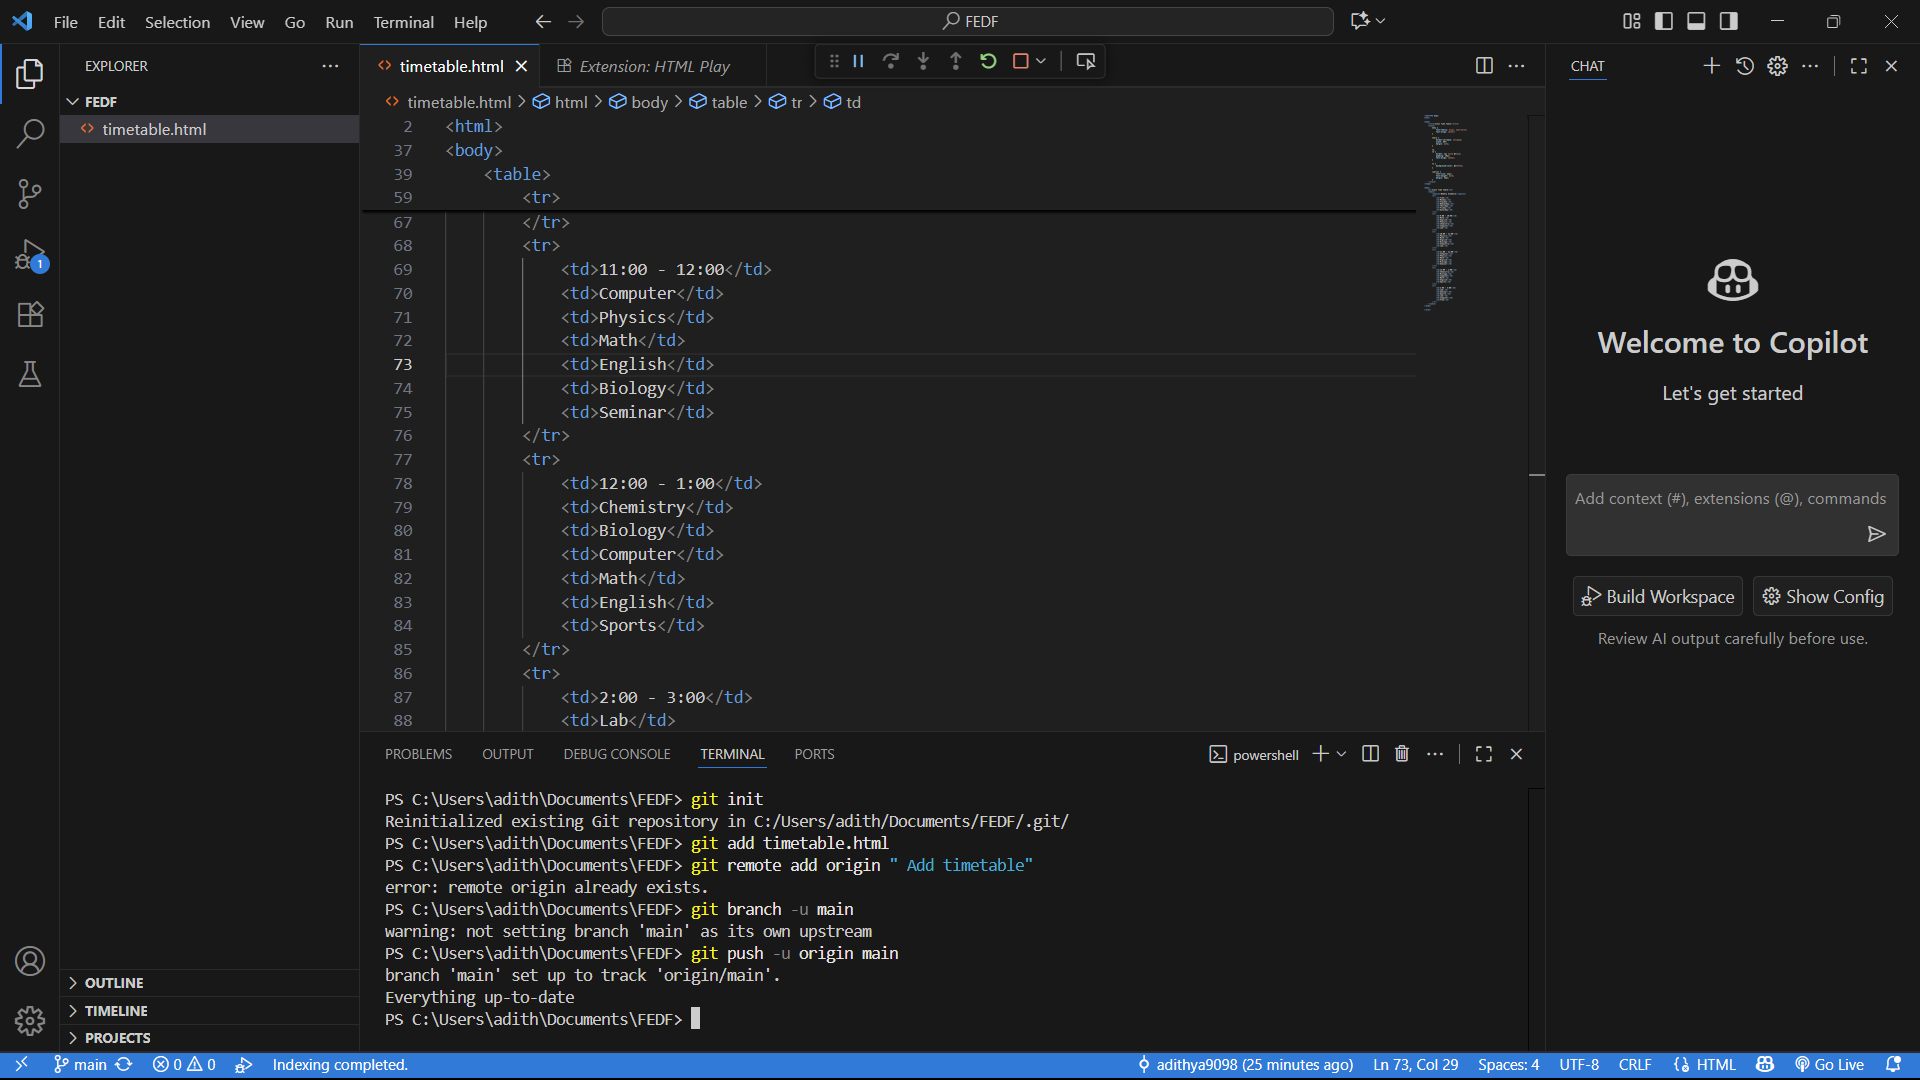 File Edit Selection View Go Run Terminal Help
FEDF
EXPLORER
FEDF
timetable.html
timetable.html
Extension: HTML Play
timetable.html > html > body > table > tr > td
2 <html>
37 <body>
39 <table>
59 <tr>
67 </tr>
68 <tr>
69 <td>11:00 - 12:00</td>
70 <td>Computer</td>
71 <td>Physics</td>
72 <td>Math</td>
73 <td>English</td>
74 <td>Biology</td>
75 <td>Seminar</td>
76 </tr>
77 <tr>
78 <td>12:00 - 1:00</td>
79 <td>Chemistry</td>
80 <td>Biology</td>
81 <td>Computer</td>
82 <td>Math</td>
83 <td>English</td>
84 <td>Sports</td>
85 </tr>
86 <tr>
87 <td>2:00 - 3:00</td>
88 <td>Lab</td>
PROBLEMS OUTPUT DEBUG CONSOLE TERMINAL PORTS
powershell
PS C:\Users\adith\Documents\FEDF> git init
Reinitialized existing Git repository in C:/Users/adith/Documents/FEDF/.git/
PS C:\Users\adith\Documents\FEDF> git add timetable.html
PS C:\Users\adith\Documents\FEDF> git remote add origin " Add timetable"
error: remote origin already exists.
PS C:\Users\adith\Documents\FEDF> git branch -u main
warning: not setting branch 'main' as its own upstream
PS C:\Users\adith\Documents\FEDF> git push -u origin main
branch 'main' set up to track 'origin/main'.
Everything up-to-date
PS C:\Users\adith\Documents\FEDF>
CHAT
Welcome to Copilot
Let's get started
Add context (#), extensions (@), commands
Build Workspace
Show Config
Review AI output carefully before use.
1
OUTLINE
TIMELINE
PROJECTS
main 0 0 Indexing completed.
adithya9098 (25 minutes ago) Ln 73, Col 29 Spaces: 4 UTF-8 CRLF HTML Go Live